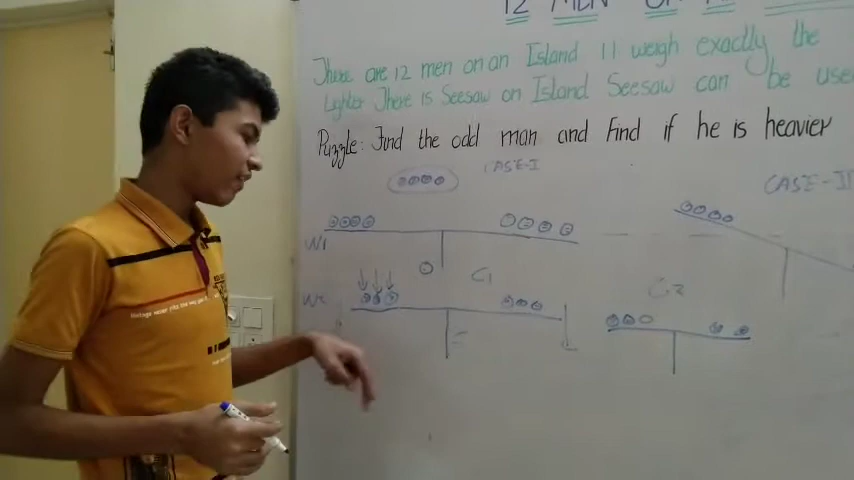 12 MEN ON
There are 12 men on an Island 11 weigh exactly the
Lighter There is Seesaw on Island Seesaw can be use
Puzzle: Find the odd man and Find if he is heavier
CASE-I
CASE-II
W1
C1
C2
W2